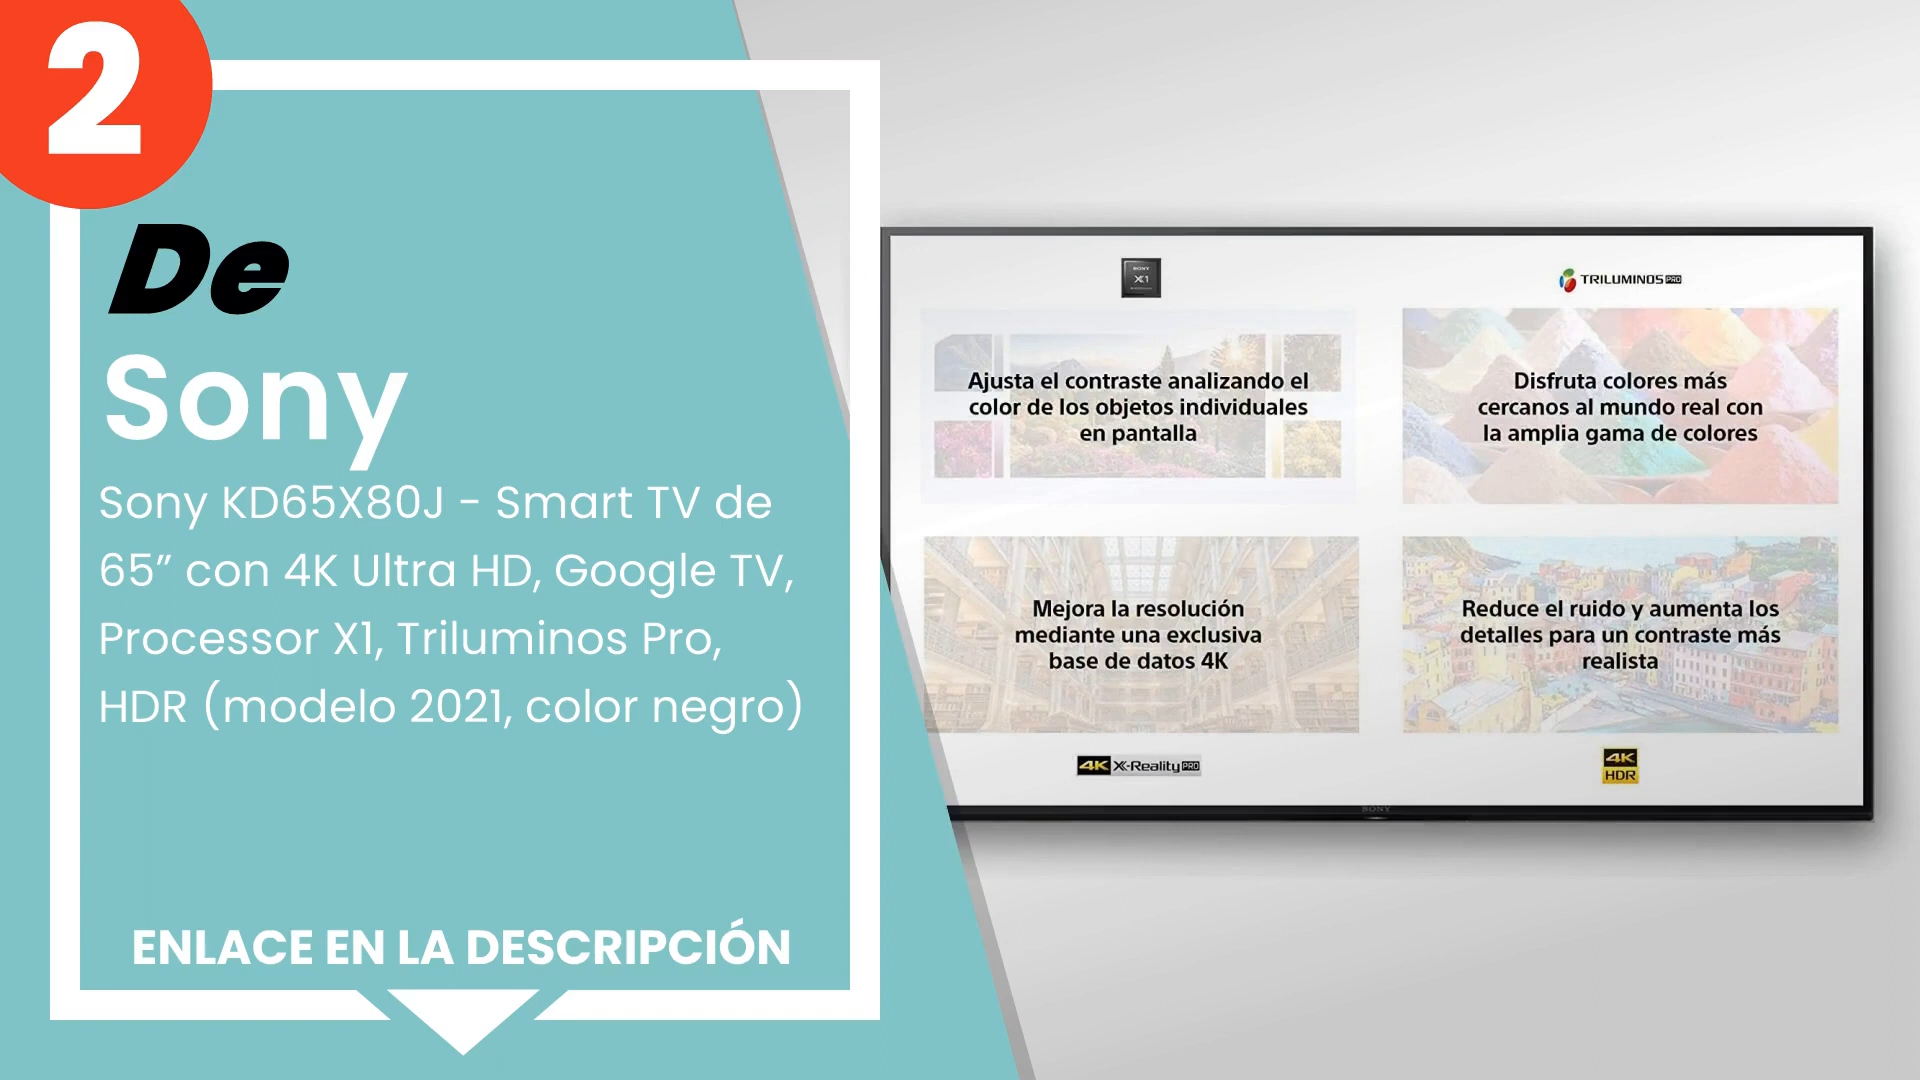 2
De
Sony
Sony KD65X80J - Smart TV de
65” con 4K Ultra HD, Google TV,
Processor X1, Triluminos Pro,
HDR (modelo 2021, color negro)
ENLACE EN LA DESCRIPCIÓN
SONY
X1
TRILUMINOS PRO
Ajusta el contraste analizando el
color de los objetos individuales
en pantalla
Disfruta colores más
cercanos al mundo real con
la amplia gama de colores
Mejora la resolución
mediante una exclusiva
base de datos 4K
Reduce el ruido y aumenta los
detalles para un contraste más
realista
4K X-Reality PRO
4K
HDR
SONY